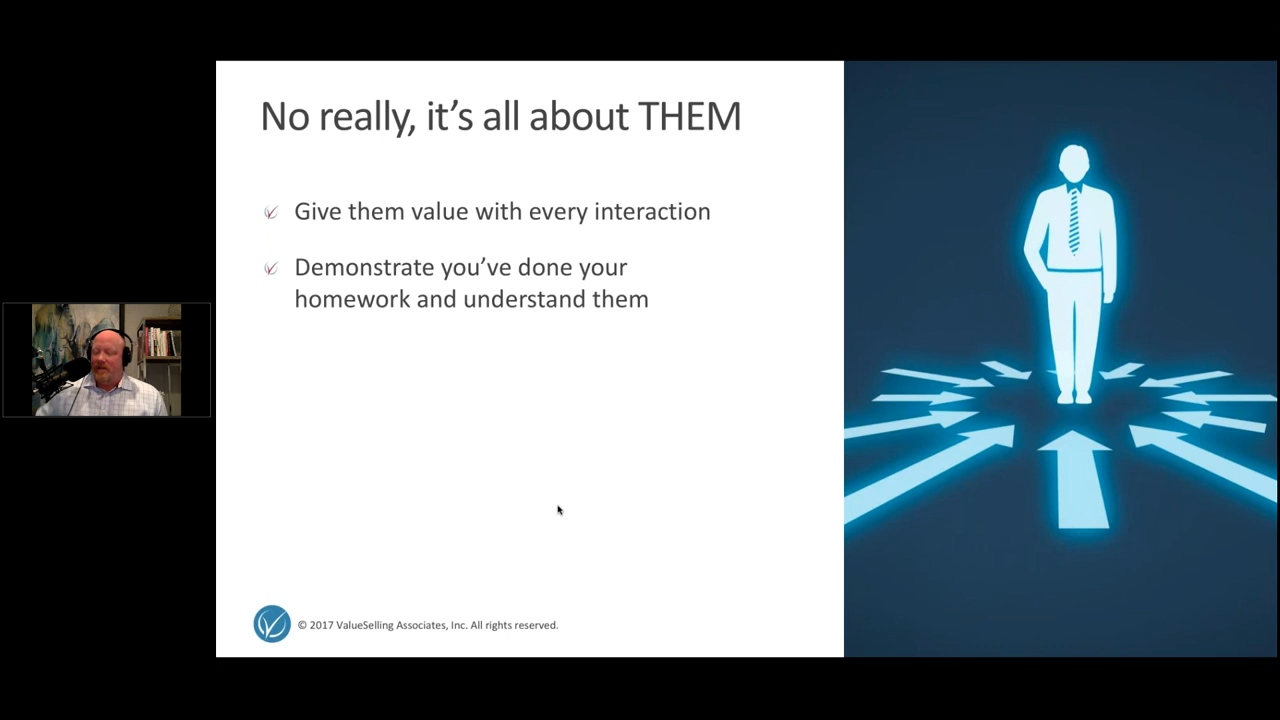 No really, it's all about THEM
Give them value with every interaction
Demonstrate you've done your
homework and understand them
© 2017 ValueSelling Associates, Inc. All rights reserved.